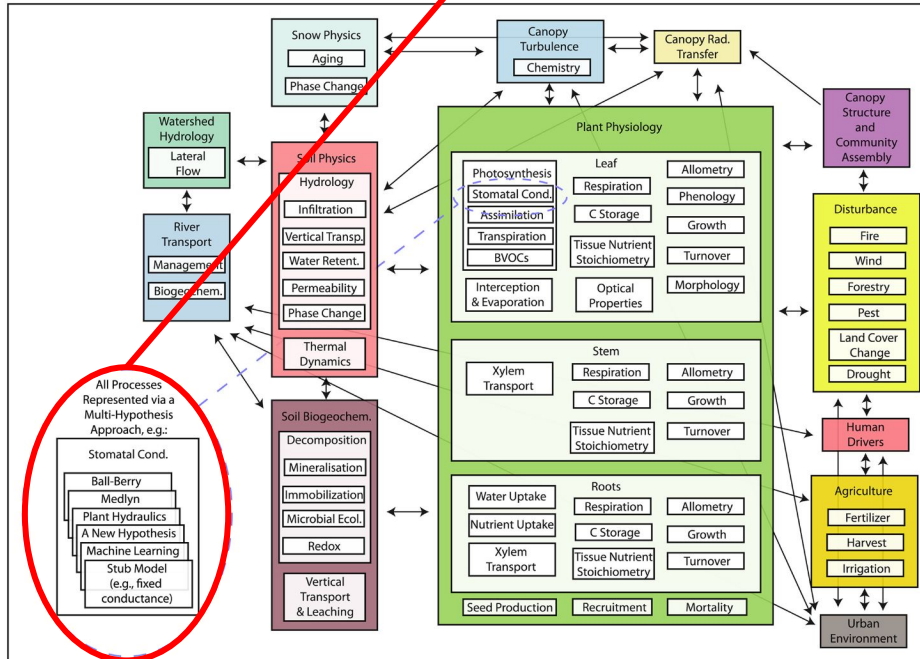 Snow Physics
Aging
Phase Change
Canopy
Turbulence
Chemistry
Canopy Rad.
Transfer
Canopy
Structure
and
Community
Assembly
Watershed
Hydrology
Lateral
Flow
River
Transport
Management
Biogeochem.
Soil Physics
Hydrology
Infiltration
Vertical Transp.
Water Retent.
Permeability
Phase Change
Thermal
Dynamics
Soil Biogeochem.
Decomposition
Mineralisation
Immobilization
Microbial Ecol.
Redox
Vertical
Transport
& Leaching
Plant Physiology
Leaf
Photosynthesis
Stomatal Cond.
Assimilation
Transpiration
BVOCs
Interception
& Evaporation
Respiration
C Storage
Tissue Nutrient
Stoichiometry
Optical
Properties
Allometry
Phenology
Growth
Turnover
Morphology
Stem
Xylem
Transport
Respiration
C Storage
Tissue Nutrient
Stoichiometry
Allometry
Growth
Turnover
Roots
Water Uptake
Nutrient Uptake
Xylem
Transport
Respiration
C Storage
Tissue Nutrient
Stoichiometry
Allometry
Growth
Turnover
Seed Production
Recruitment
Mortality
Disturbance
Fire
Wind
Forestry
Pest
Land Cover
Change
Drought
Human
Drivers
Agriculture
Fertilizer
Harvest
Irrigation
Urban
Environment
All Processes
Represented via a
Multi-Hypothesis
Approach, e.g.:
Stomatal Cond.
Ball-Berry
Medlyn
Plant Hydraulics
A New Hypothesis
Machine Learning
Stub Model
(e.g., fixed
conductance)